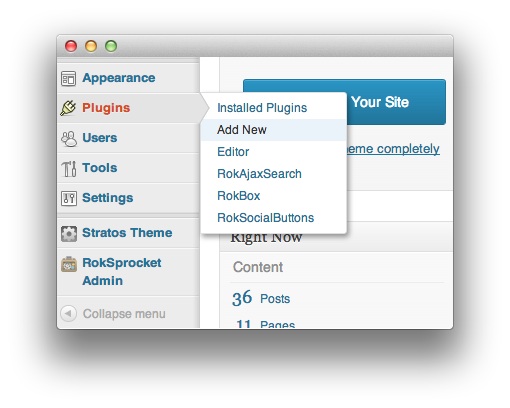 Appearance
Plugins
Users
Tools
Settings
Stratos Theme
RokSprocket
Admin
Collapse menu
Installed Plugins
Add New
Editor
RokAjaxSearch
RokBox
RokSocialButtons
Your Site
eme completely
Right Now
Content
36 Posts
11 Pages